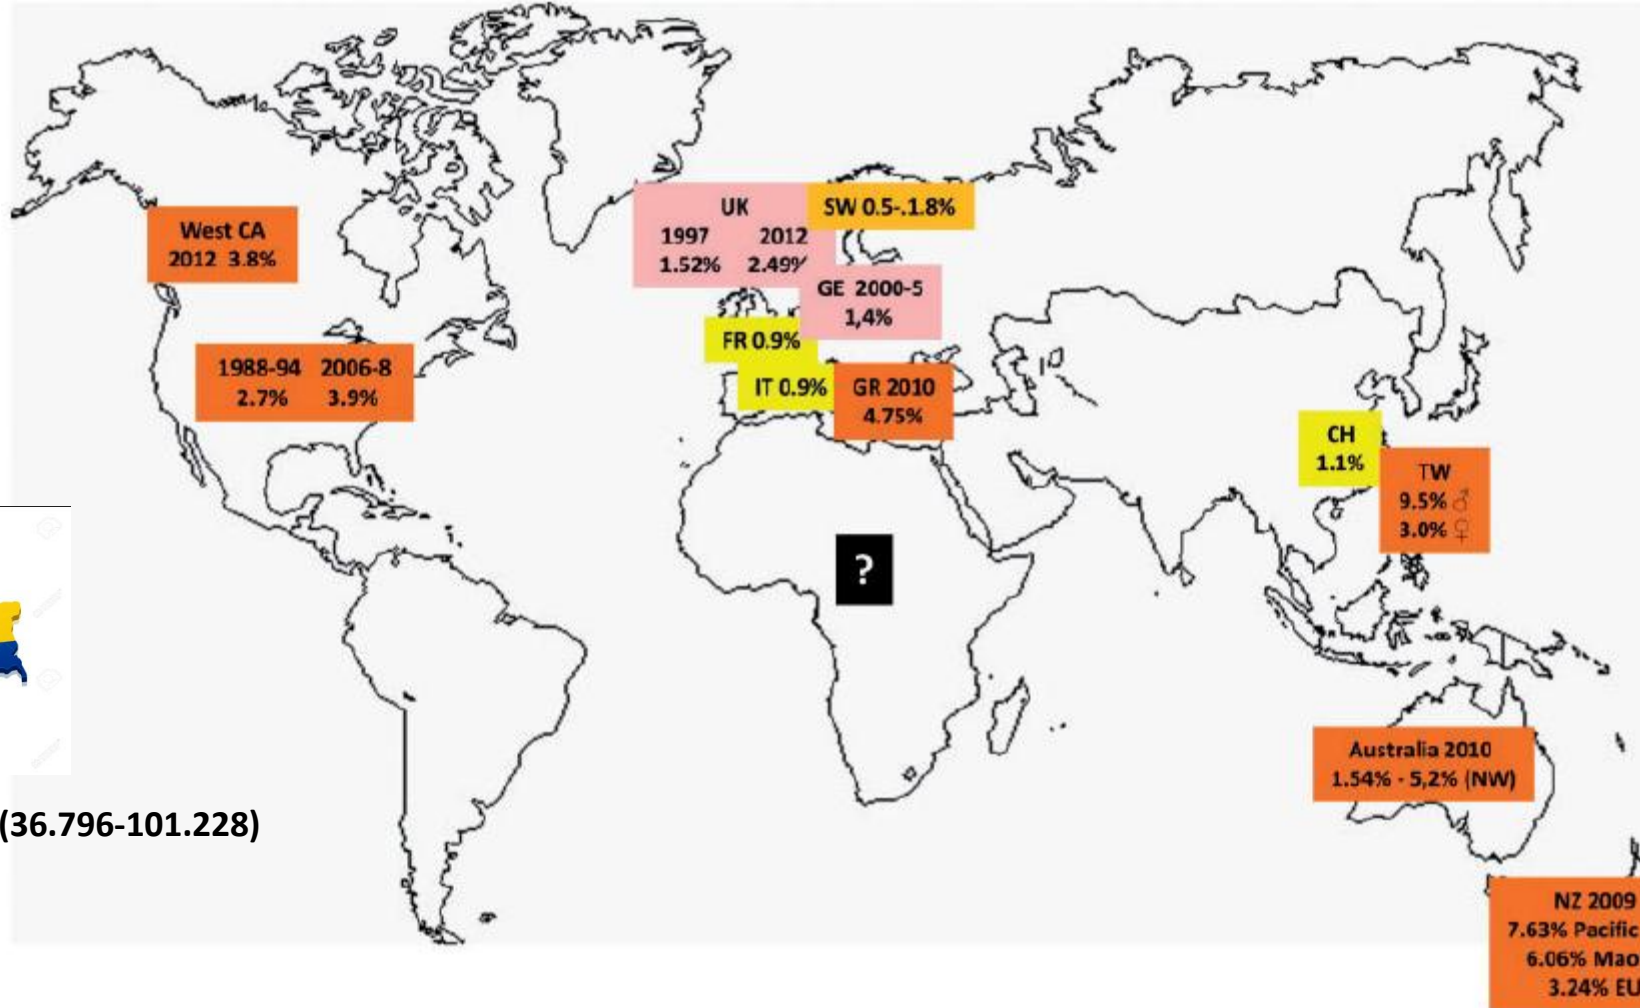 West CA
2012 3.8%
1988-94 2006-8
2.7% 3.9%
UK
1997 2012
1.52% 2.49%
SW 0.5-.1.8%
GE 2000-5
1,4%
FR 0.9%
IT 0.9%
GR 2010
4.75%
?
CH
1.1%
TW
9.5% ♂
3.0% ♀
Australia 2010
1.54% - 5,2% (NW)
NZ 2009
7.63% Pacific
6.06% Mao
3.24% EU
(36.796-101.228)